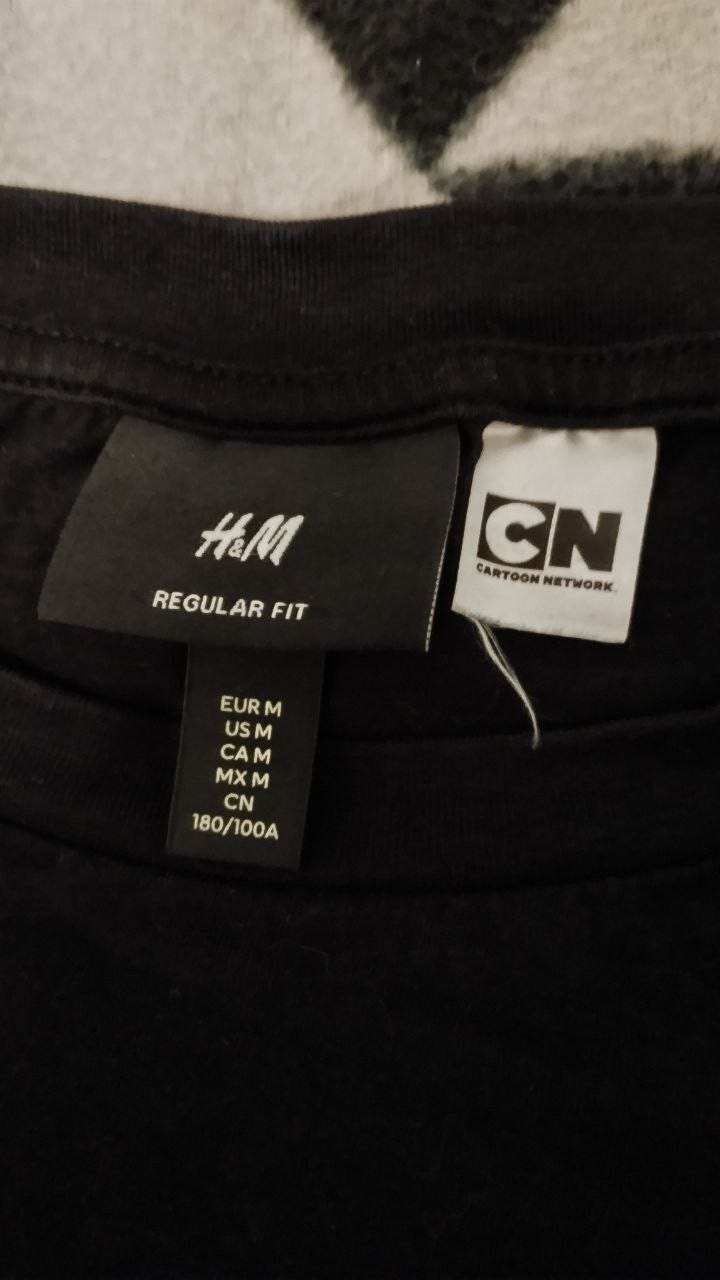 H&M
REGULAR FIT
EUR M
US M
CA M
MX M
CN
180/100A
CN
CARTOON NETWORK